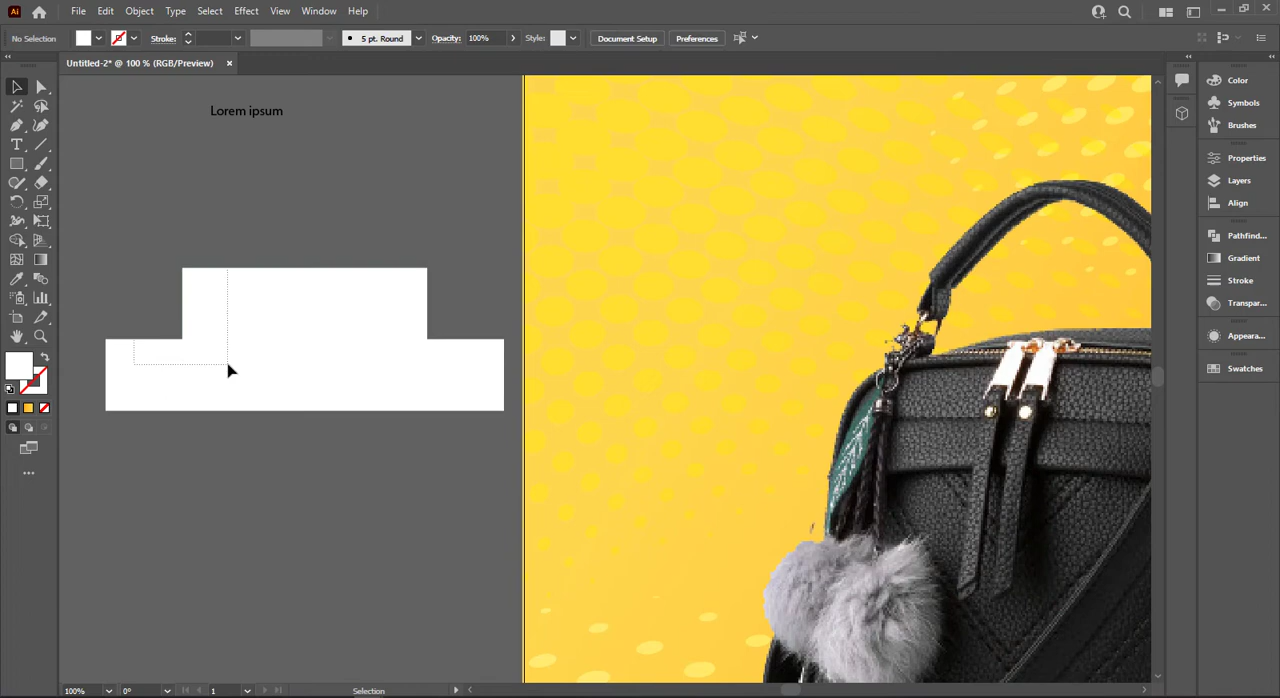 Ai
File Edit Object Type Select Effect View Window Help
No Selection Stroke: 5 pt. Round Opacity: 100% Style: Document Setup Preferences
Untitled-2* @ 100 % (RGB/Preview) ×
Lorem ipsum
Color
Symbols
Brushes
Properties
Layers
Align
Pathfind...
Gradient
Stroke
Transpar...
Appeara...
Swatches
100% 0° 1 Selection